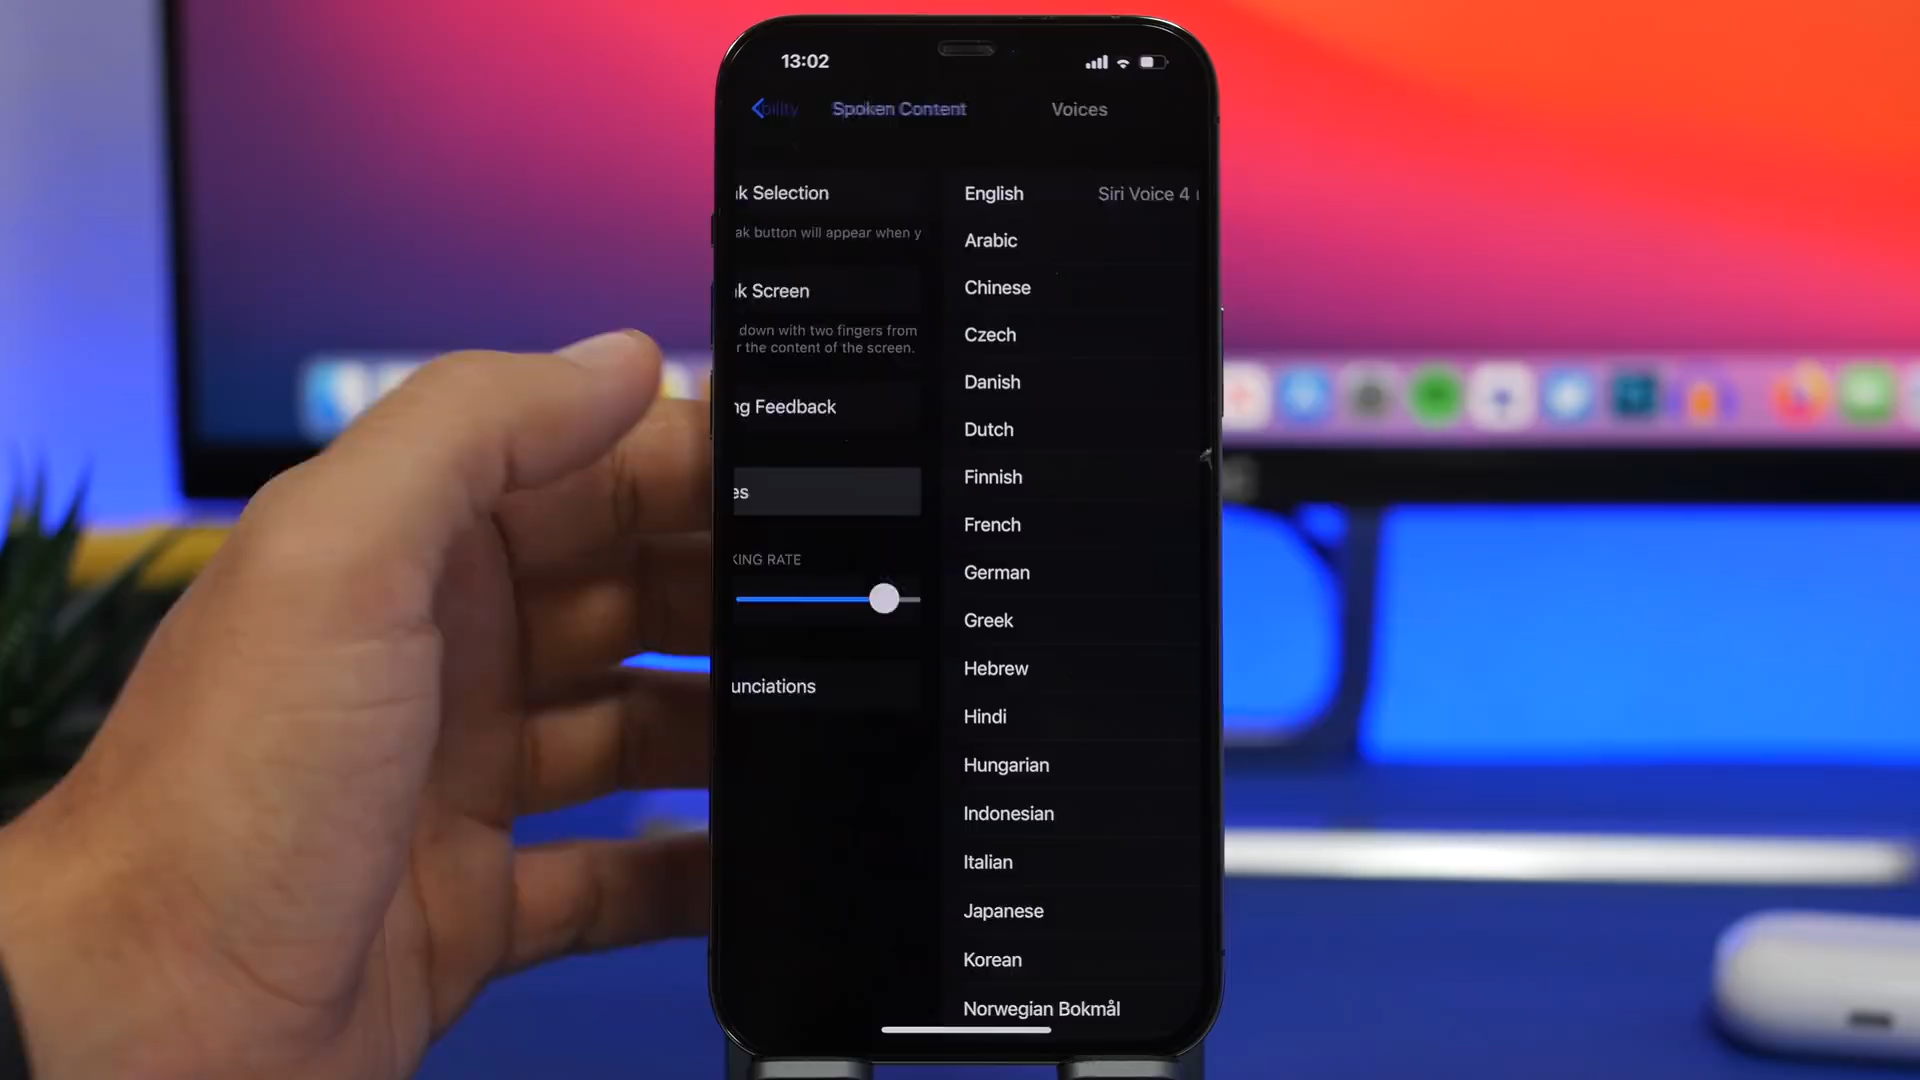 13:02
bility Spoken Content Voices
k Selection
ak button will appear when y
k Screen
down with two fingers from
r the content of the screen.
ng Feedback
es
KING RATE
unciations
English Siri Voice 4
Arabic
Chinese
Czech
Danish
Dutch
Finnish
French
German
Greek
Hebrew
Hindi
Hungarian
Indonesian
Italian
Japanese
Korean
Norwegian Bokmål